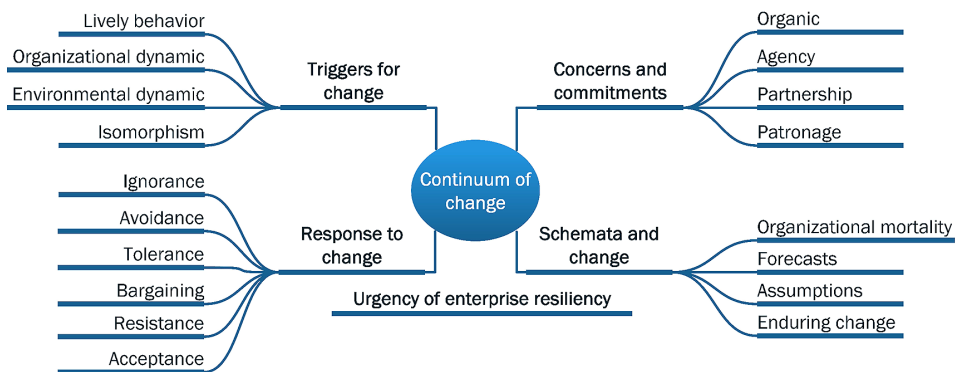 Lively behavior
Organizational dynamic
Environmental dynamic
Isomorphism
Triggers for
change
Concerns and
commitments
Organic
Agency
Partnership
Patronage
Continuum of
change
Ignorance
Avoidance
Tolerance
Bargaining
Resistance
Acceptance
Response to
change
Schemata and
change
Organizational mortality
Forecasts
Assumptions
Enduring change
Urgency of enterprise resiliency